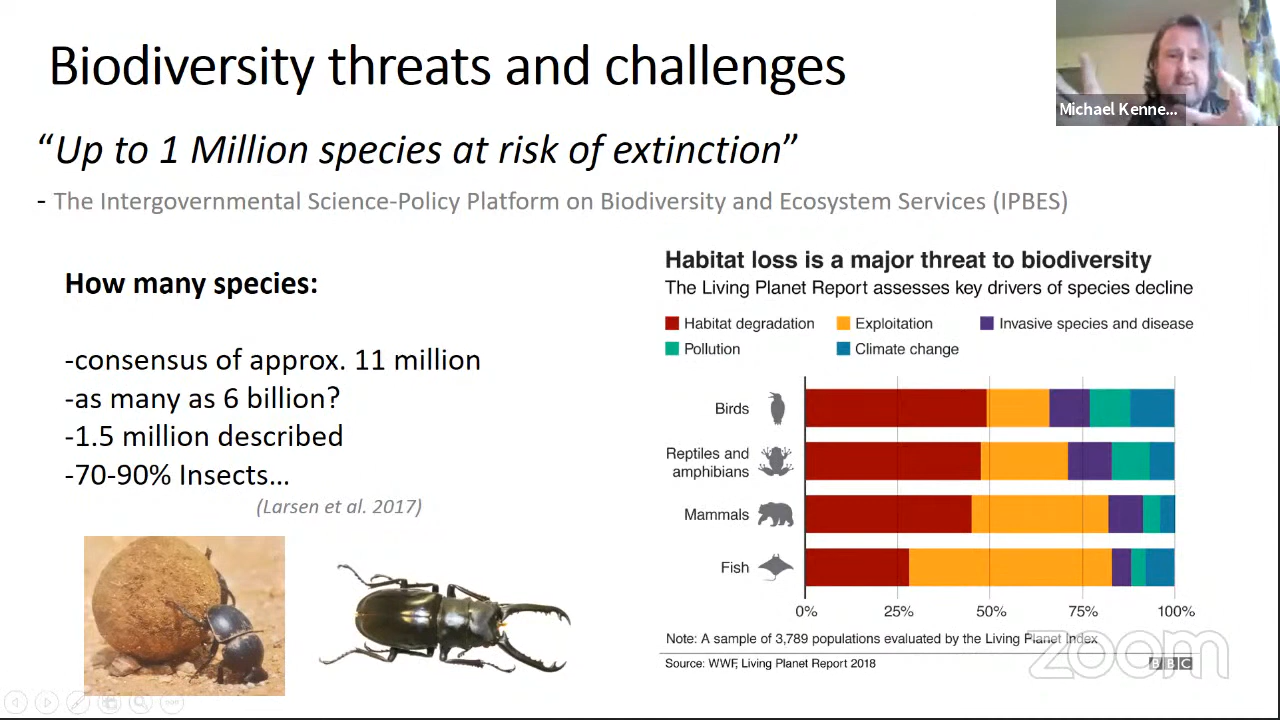 Biodiversity threats and challenges
Michael Kenne...
“Up to 1 Million species at risk of extinction”
- The Intergovernmental Science-Policy Platform on Biodiversity and Ecosystem Services (IPBES)
How many species:
-consensus of approx. 11 million
-as many as 6 billion?
-1.5 million described
-70-90% Insects...
(Larsen et al. 2017)
Habitat loss is a major threat to biodiversity
The Living Planet Report assesses key drivers of species decline
Habitat degradation Exploitation Invasive species and disease
Pollution Climate change
Birds
Reptiles and
amphibians
Mammals
Fish
0% 25% 50% 75% 100%
Note: A sample of 3,789 populations evaluated by the Living Planet Index
Source: WWF, Living Planet Report 2018
BBC
zoom